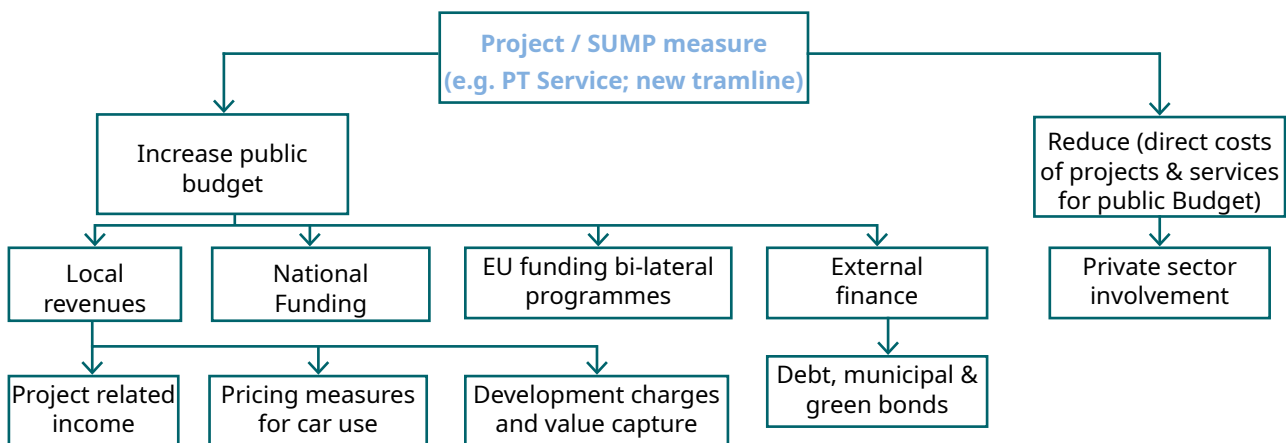 Project / SUMP measure
(e.g. PT Service; new tramline)
Increase public
budget
Reduce (direct costs
of projects & services
for public Budget)
Local
revenues
National
Funding
EU funding bi-lateral
programmes
External
finance
Private sector
involvement
Project related
income
Pricing measures
for car use
Development charges
and value capture
Debt, municipal &
green bonds